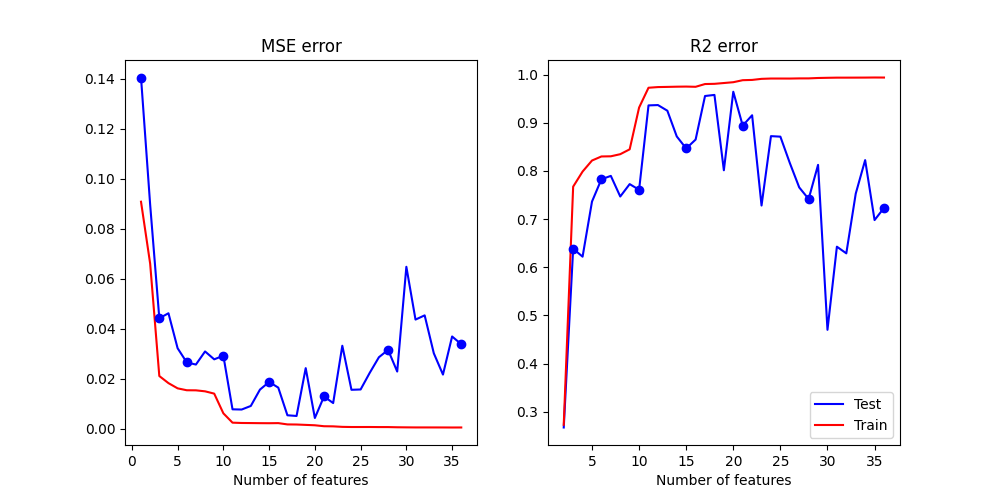 MSE error
0.14
0.12
0.10
0.08
0.06
0.04
0.02
0.00
0 5 10 15 20 25 30 35
Number of features
R2 error
1.0
0.9
0.8
0.7
0.6
0.5
0.4
0.3
5 10 15 20 25 30 35
Number of features
Test
Train